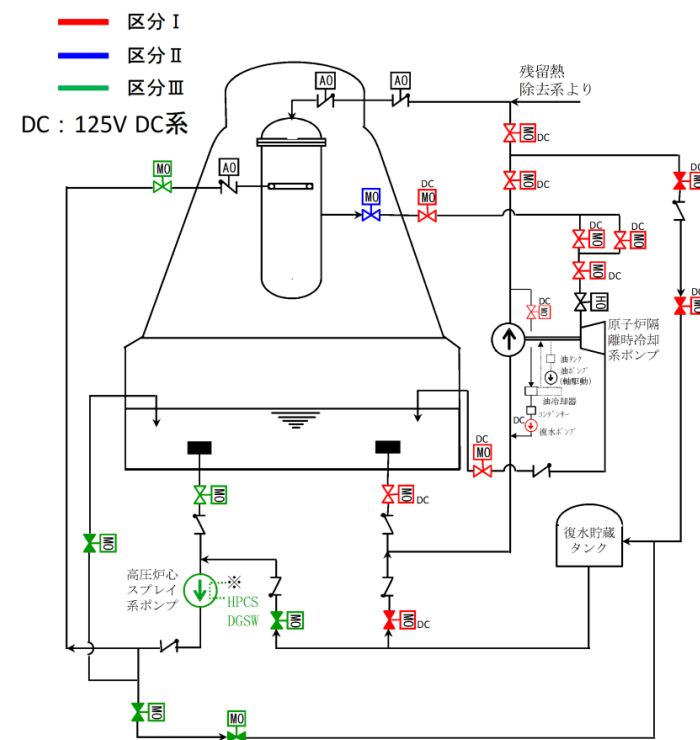 区分Ⅰ
区分Ⅱ
区分Ⅲ
DC：125V DC系
残留熱
除去系より
AO
AO
MO
DC
DC
MO
MO
AO
MO
DC
MO
MO
DC
DC
MO
DC
MO
DC
MO
MO
DC
HO
DC
MO
DC
MO
原子炉隔
離時冷却
系ポンプ
油タンク
油ポンプ
(軸駆動)
油冷却器
コンデンサー
DC
復水ポンプ
DC
MO
MO
MO
DC
MO
復水貯蔵
タンク
高圧炉心
スプレイ
系ポンプ
※
HPCS
DGSW
MO
MO
DC
MO
MO